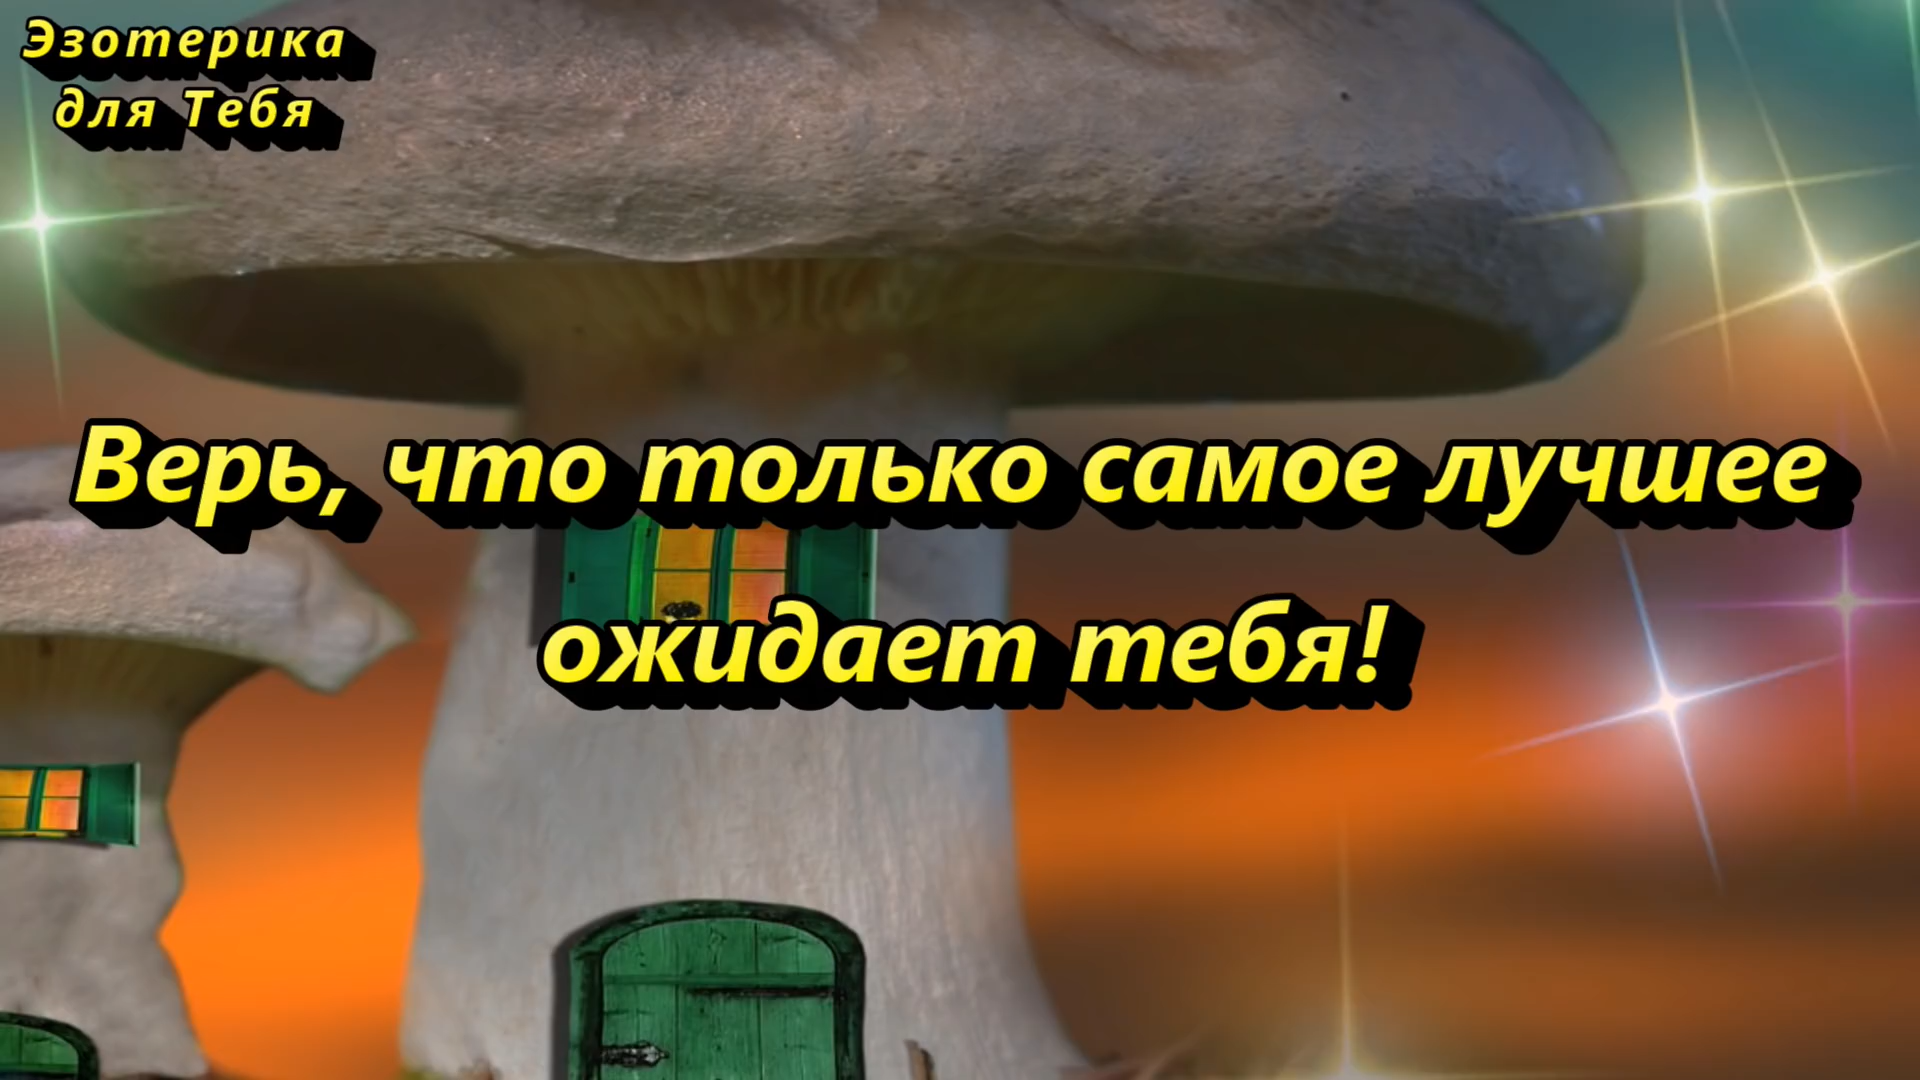 Эзотерика
для Тебя
Верь, что только самое лучшее
ожидает тебя!